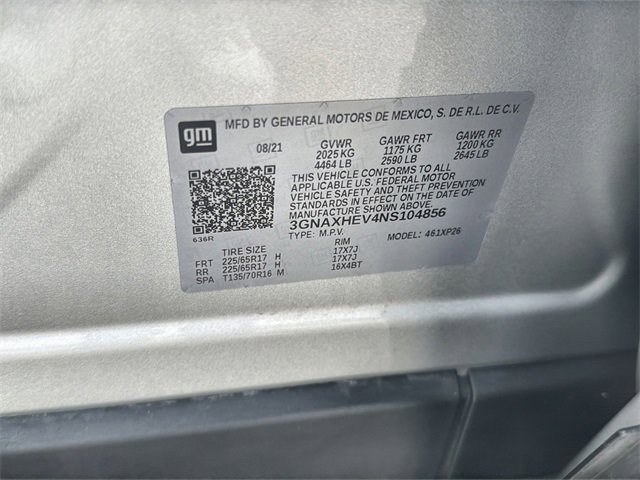 gm
MFD BY GENERAL MOTORS DE MEXICO, S. DE R.L. DE C.V.
08/21 GVWR GAWR FRT GAWR RR
2025 KG 1175 KG 1200 KG
4464 LB 2590 LB 2645 LB
THIS VEHICLE CONFORMS TO ALL
APPLICABLE U.S. FEDERAL MOTOR
VEHICLE SAFETY AND THEFT PREVENTION
STANDARDS IN EFFECT ON THE DATE OF
MANUFACTURE SHOWN ABOVE.
3GNAXHEV4NS104856
636R TYPE: M.P.V. MODEL: 461XP26
TIRE SIZE RIM
FRT 225/65R17 H 17X7J
RR 225/65R17 H 17X7J
SPA T135/70R16 M 16X4BT